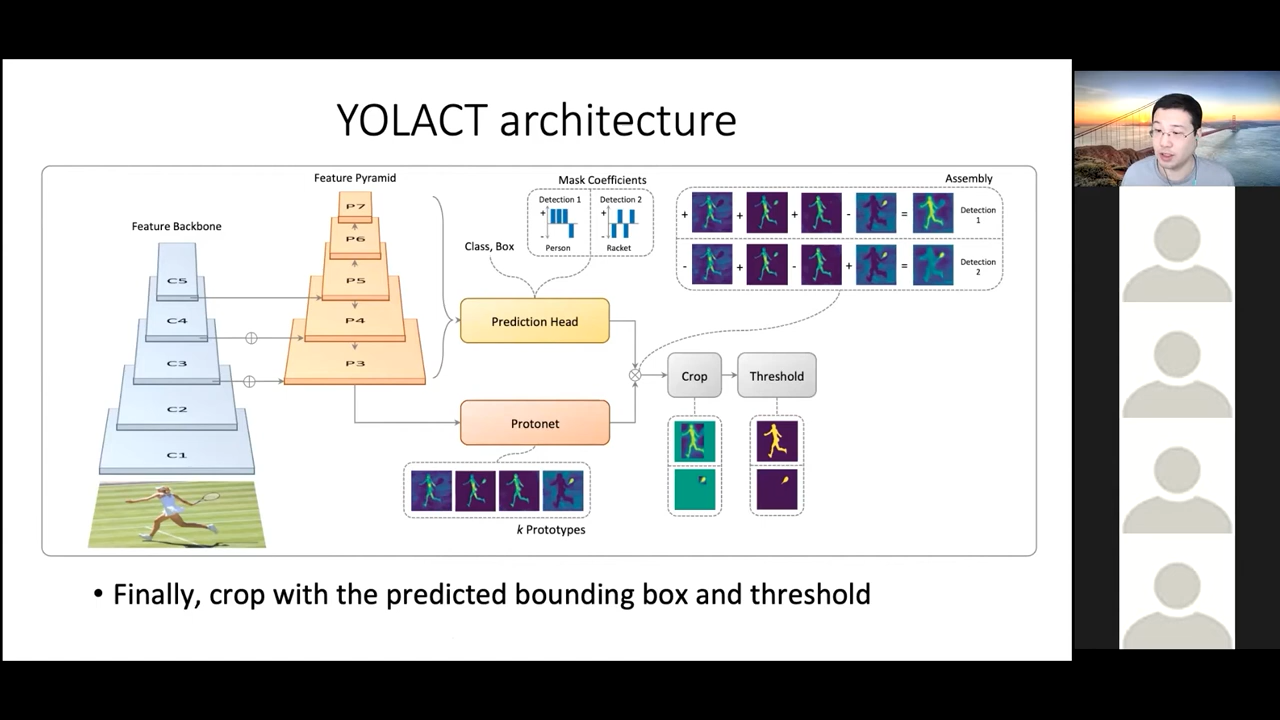 YOLACT architecture
Feature Backbone
C5
C4
C3
C2
C1
Feature Pyramid
P7
P6
P5
P4
P3
Class, Box
Mask Coefficients
Detection 1
Detection 2
+
-
+
-
Person
Racket
Prediction Head
Protonet
k Prototypes
Assembly
+ + + - = Detection
1
- + - + = Detection
2
Crop
Threshold
• Finally, crop with the predicted bounding box and threshold